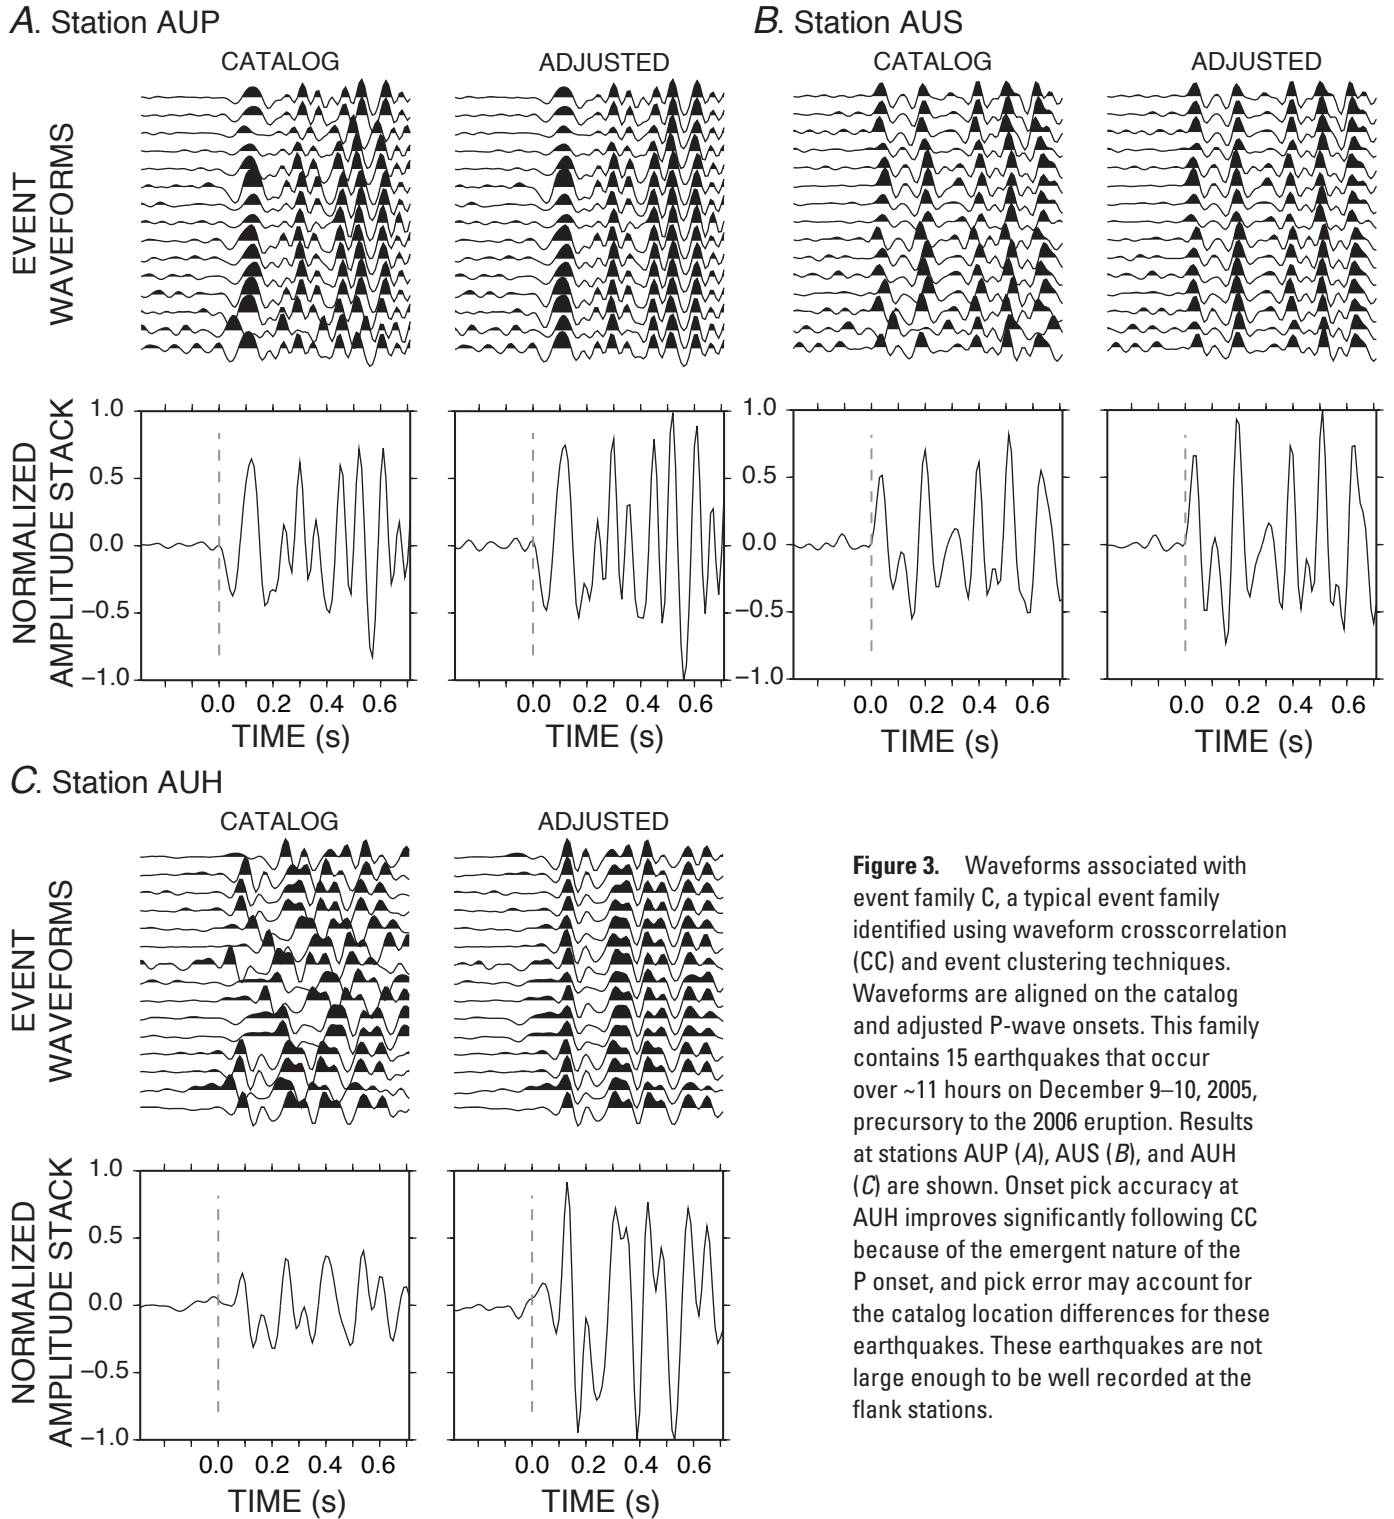 A. Station AUP
CATALOG
ADJUSTED
EVENT
WAVEFORMS
NORMALIZED
AMPLITUDE STACK
1.0
0.5
0.0
−0.5
−1.0
0.0 0.2 0.4 0.6
TIME (s)
0.0 0.2 0.4 0.6
TIME (s)
B. Station AUS
CATALOG
ADJUSTED
1.0
0.5
0.0
−0.5
−1.0
0.0 0.2 0.4 0.6
TIME (s)
0.0 0.2 0.4 0.6
TIME (s)
C. Station AUH
CATALOG
ADJUSTED
EVENT
WAVEFORMS
NORMALIZED
AMPLITUDE STACK
1.0
0.5
0.0
−0.5
−1.0
0.0 0.2 0.4 0.6
TIME (s)
0.0 0.2 0.4 0.6
TIME (s)
Figure 3. Waveforms associated with
event family C, a typical event family
identified using waveform crosscorrelation
(CC) and event clustering techniques.
Waveforms are aligned on the catalog
and adjusted P-wave onsets. This family
contains 15 earthquakes that occur
over ~11 hours on December 9–10, 2005,
precursory to the 2006 eruption. Results
at stations AUP (A), AUS (B), and AUH
(C) are shown. Onset pick accuracy at
AUH improves significantly following CC
because of the emergent nature of the
P onset, and pick error may account for
the catalog location differences for these
earthquakes. These earthquakes are not
large enough to be well recorded at the
flank stations.